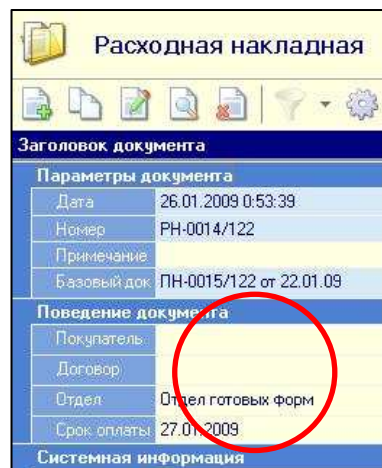 Расходная накладная
Заголовок документа
Параметры документа
Дата 26.01.2009 0:53:39
Номер РН-0014/122
Примечание
Базовый док ПН-0015/122 от 22.01.09
Поведение документа
Покупатель
Договор
Отдел Отдел готовых форм
Срок оплаты 27.01.2009
Системная информация